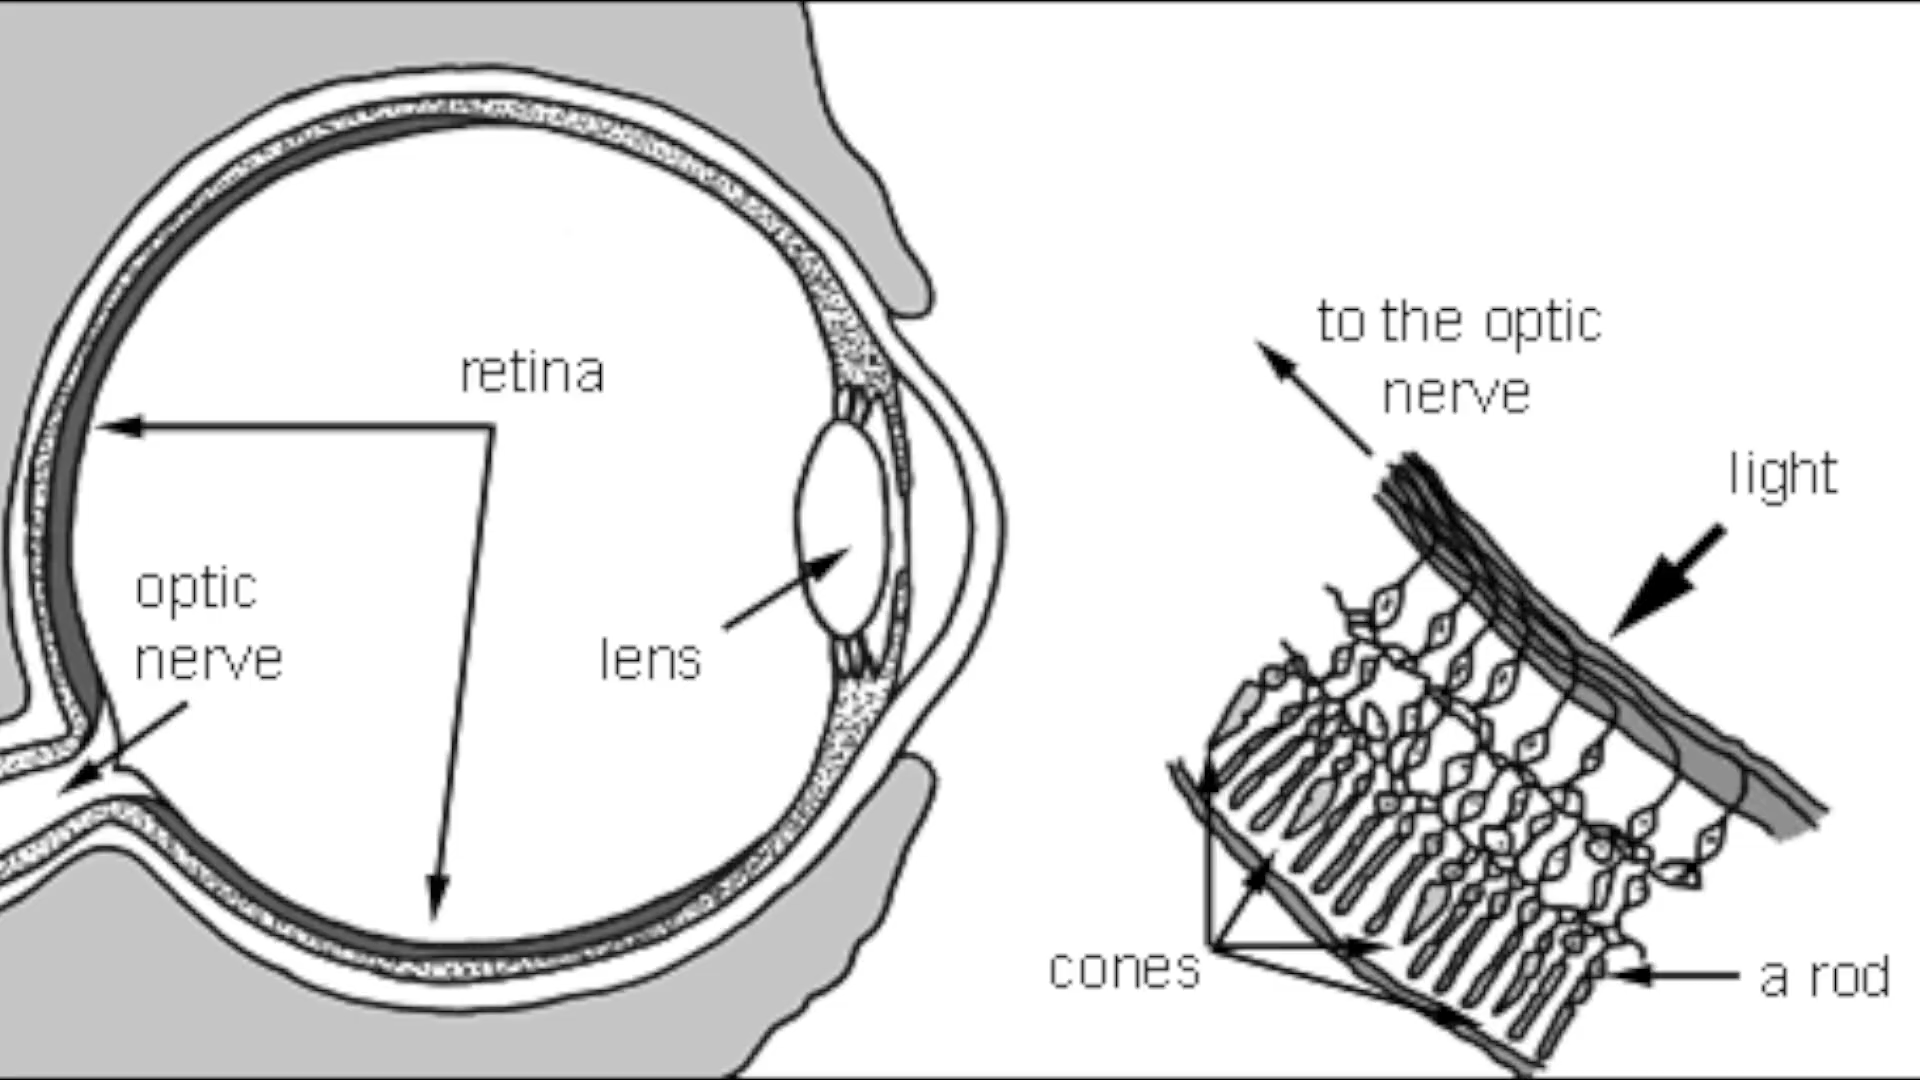 retina
optic
nerve
lens
to the optic
nerve
light
cones
a rod